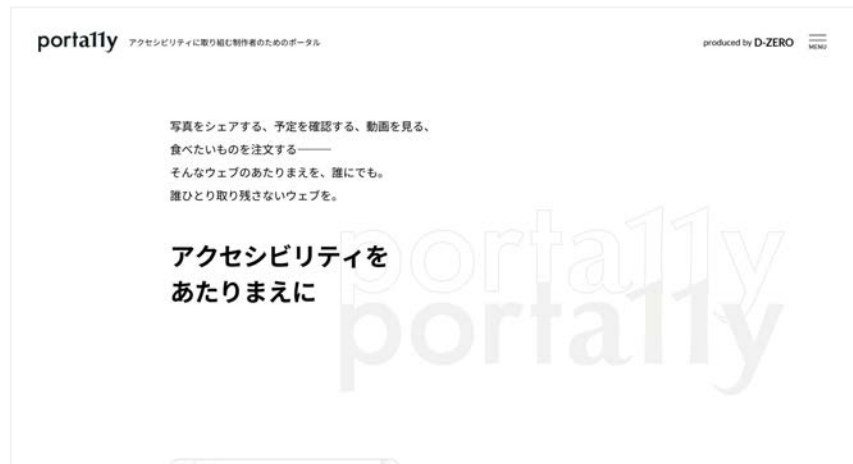 porta11y アクセシビリティに取り組む制作者のためのポータル
produced by D-ZERO
MENU
写真をシェアする、予定を確認する、動画を見る、
食べたいものを注文する───
そんなウェブのあたりまえを、誰にでも。
誰ひとり取り残さないウェブを。
アクセシビリティを
あたりまえに
porta11y
porta11y